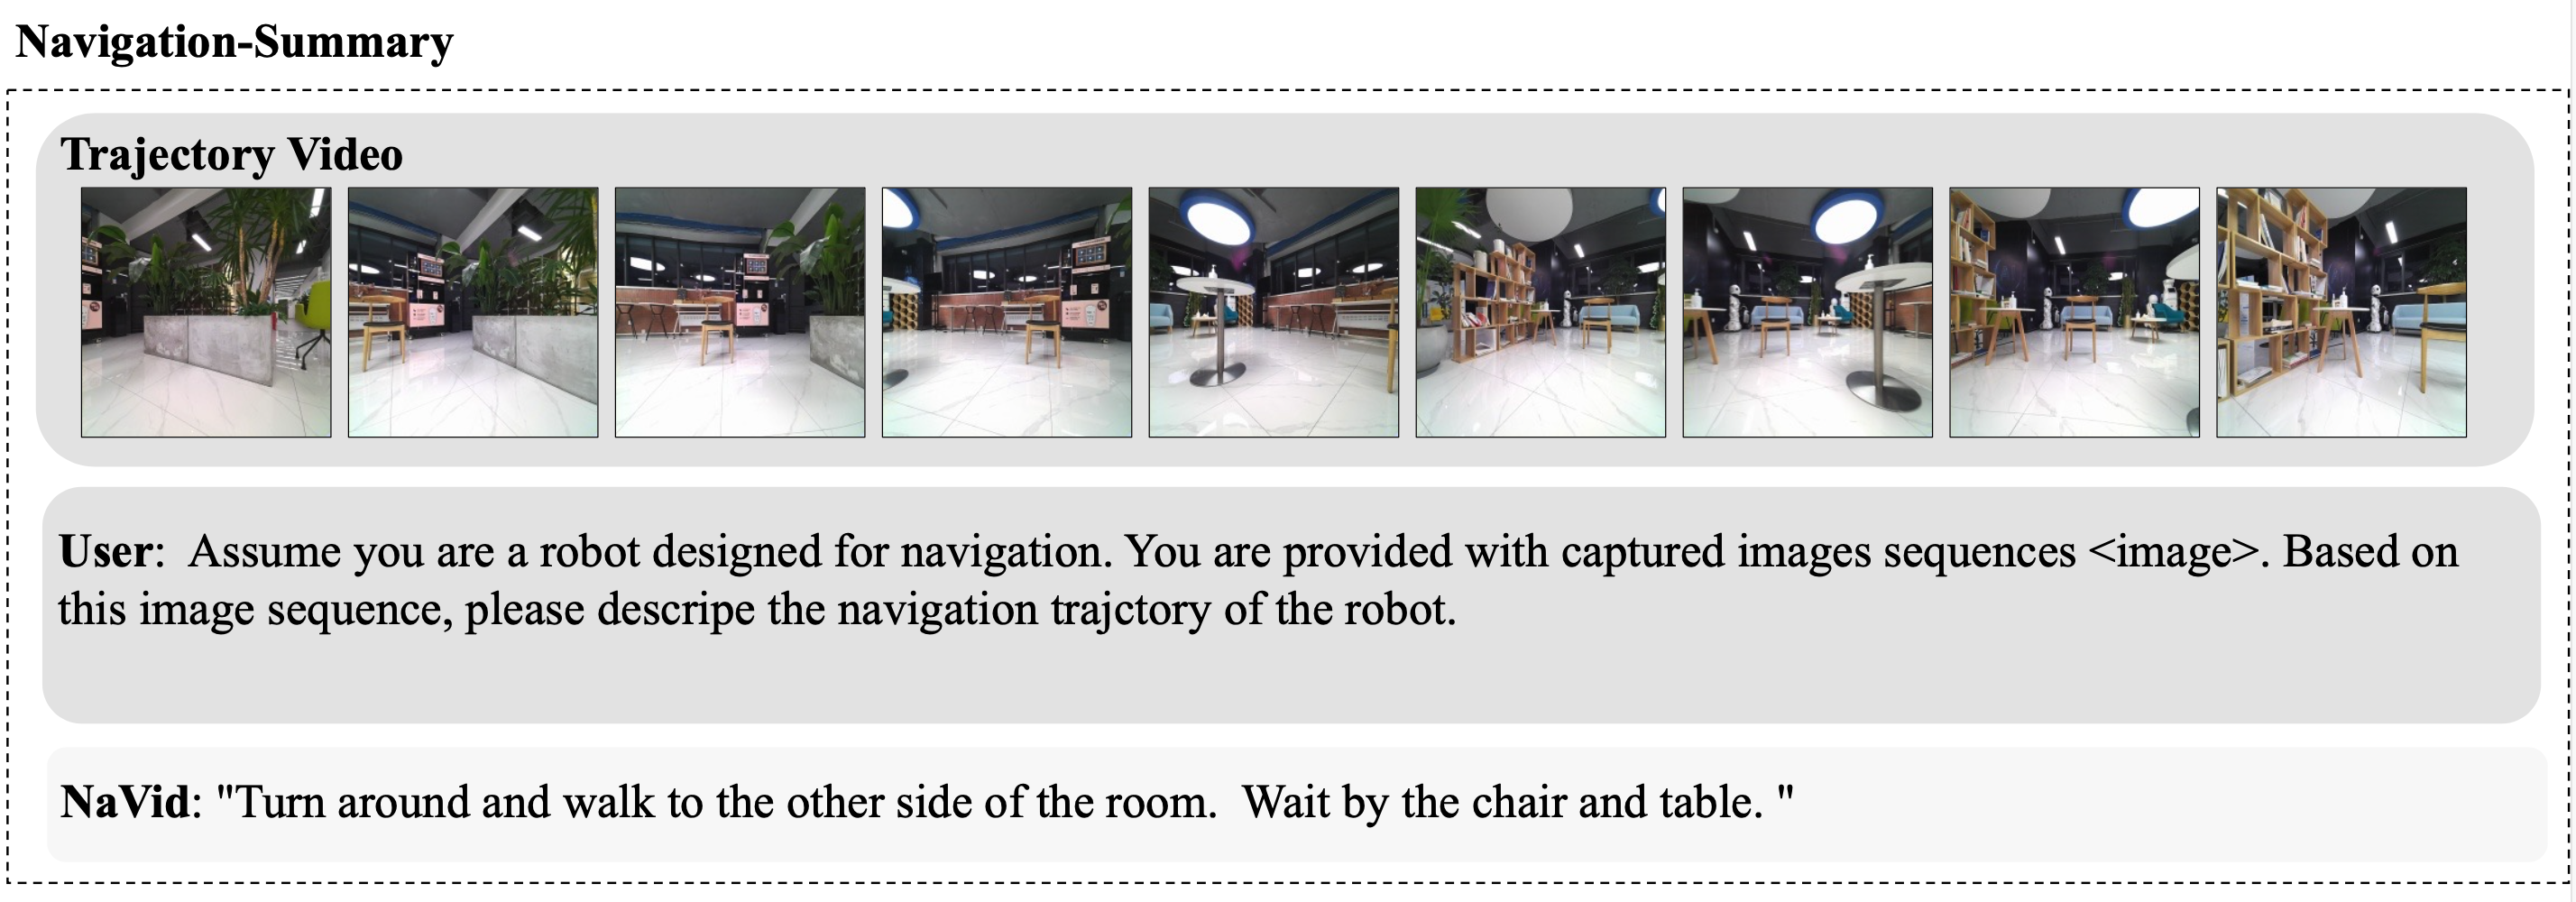 Navigation-Summary
Trajectory Video
User:  Assume you are a robot designed for navigation. You are provided with captured images sequences <image>. Based on
this image sequence, please descripe the navigation trajctory of the robot.
NaVid: "Turn around and walk to the other side of the room.  Wait by the chair and table. "